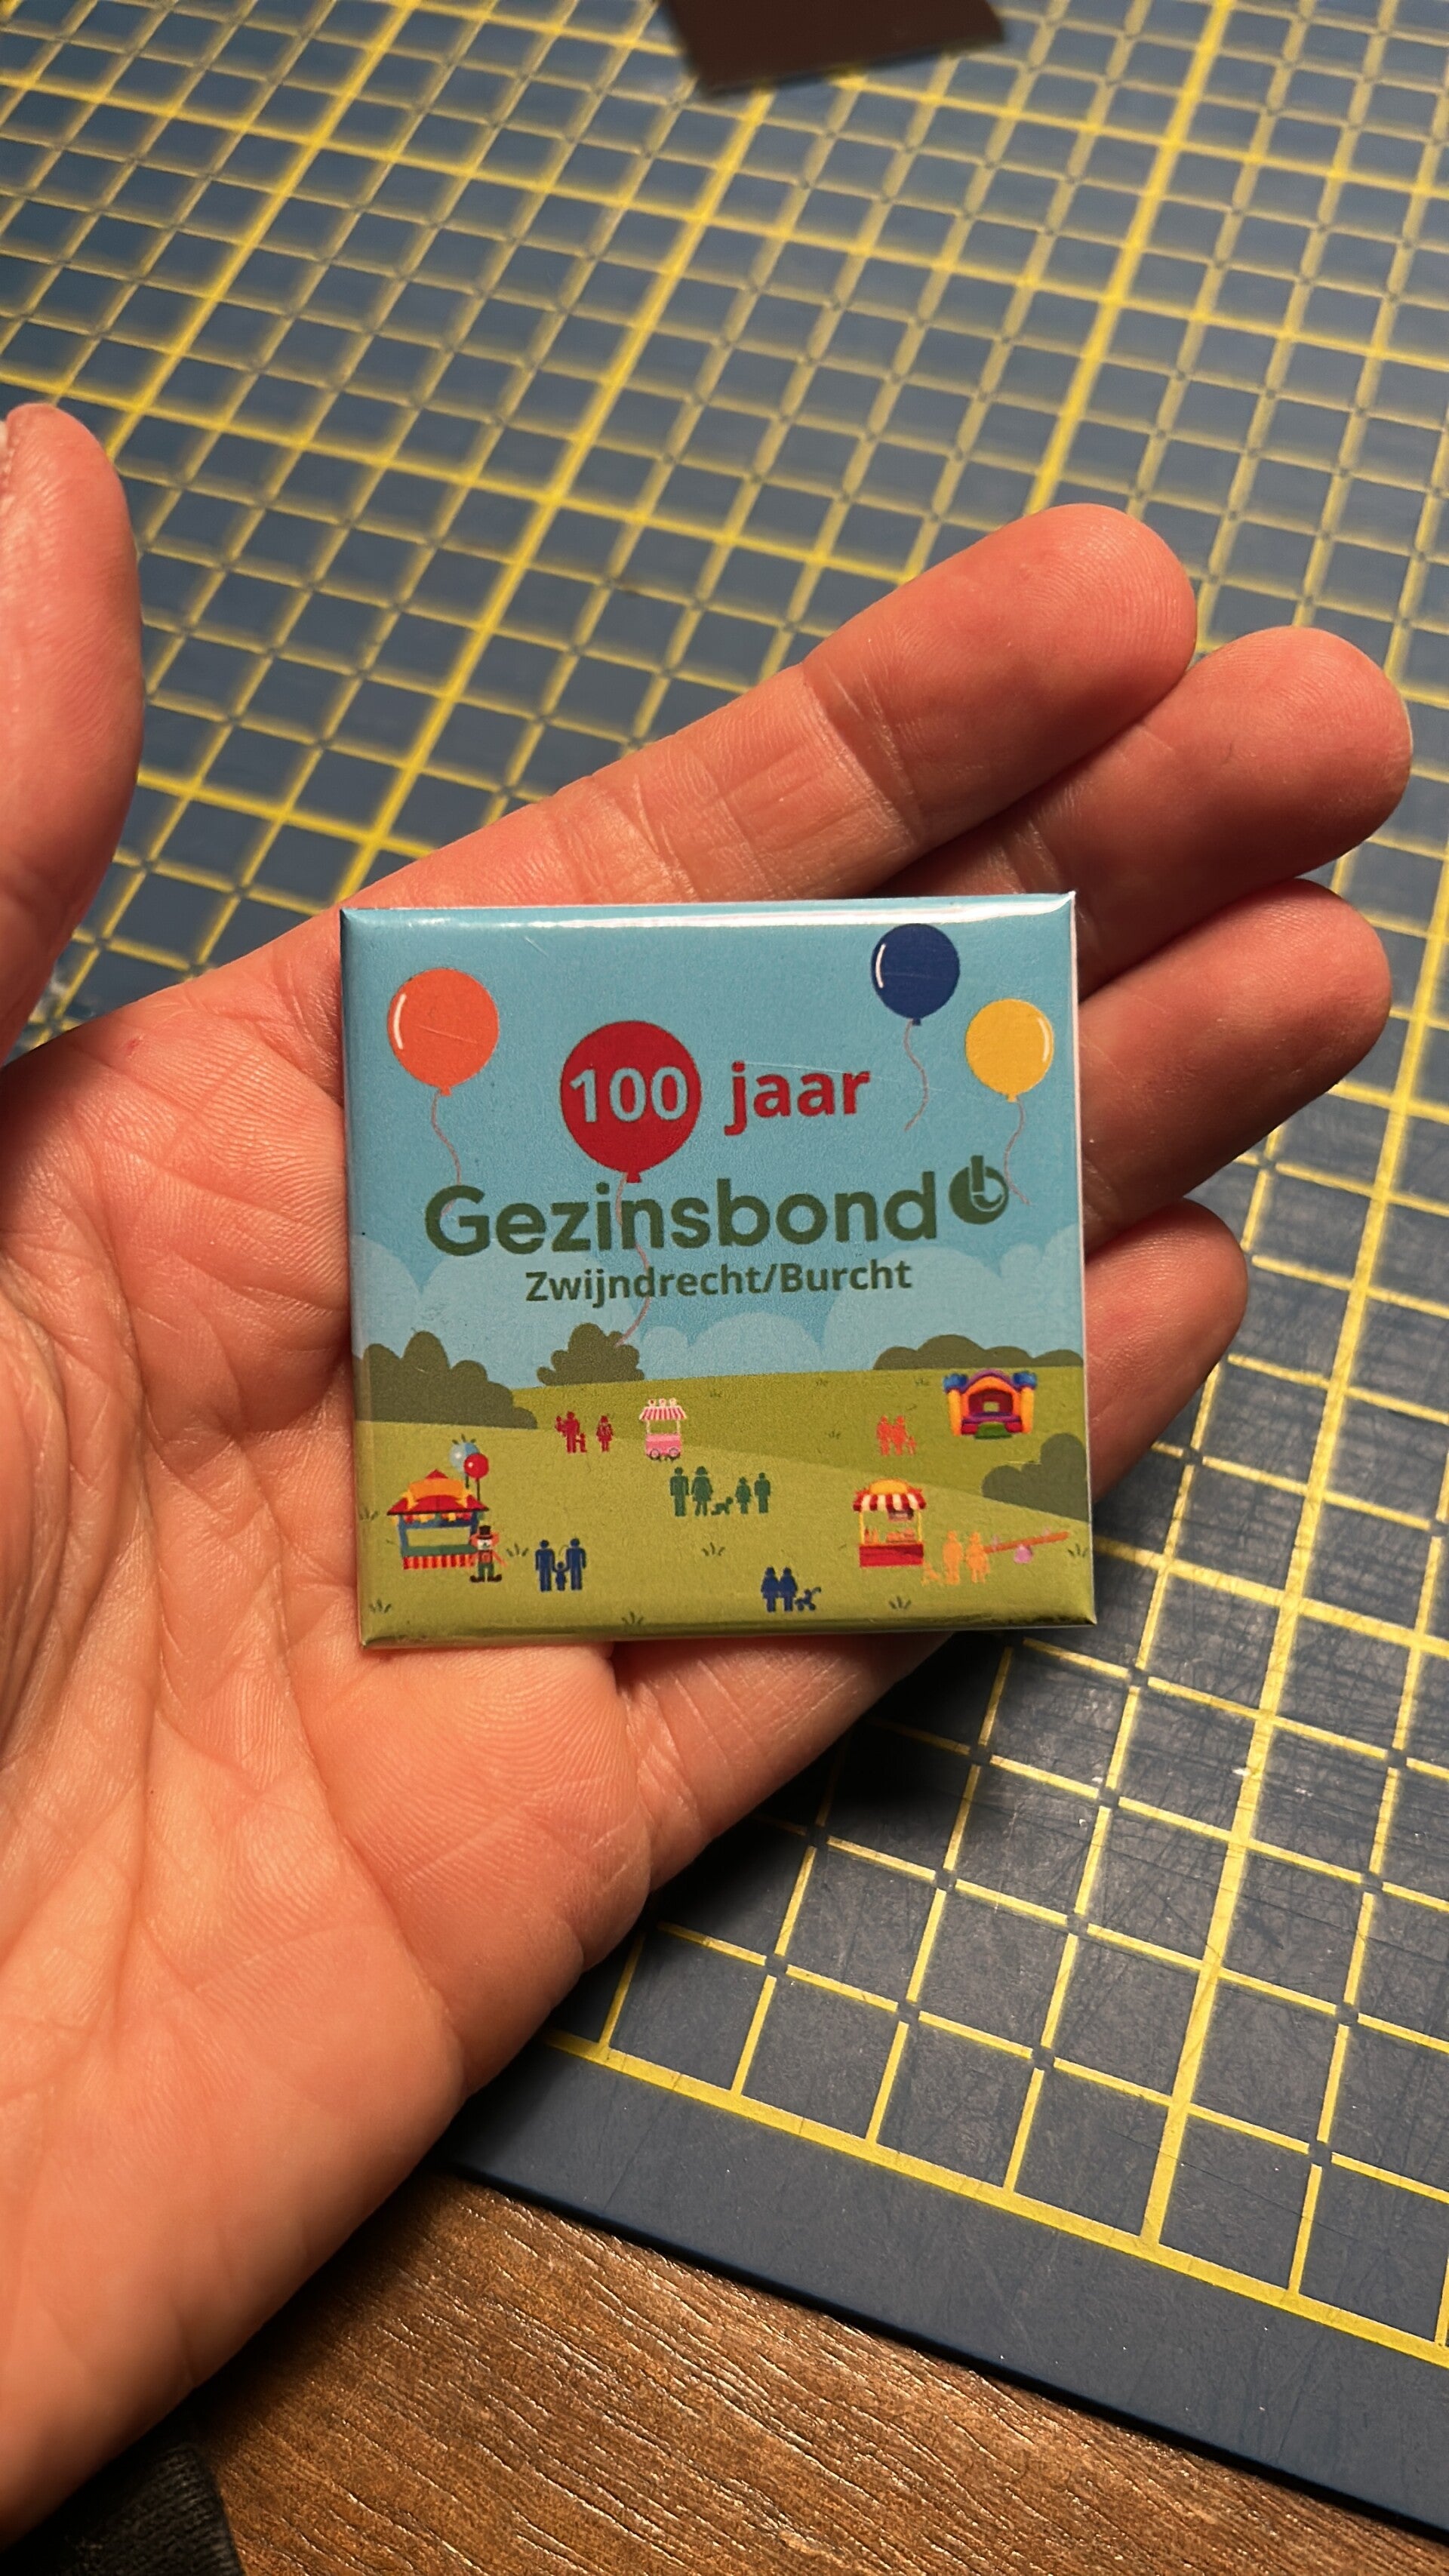 100 jaar
Gezinsbond
Zwijndrecht/Burcht